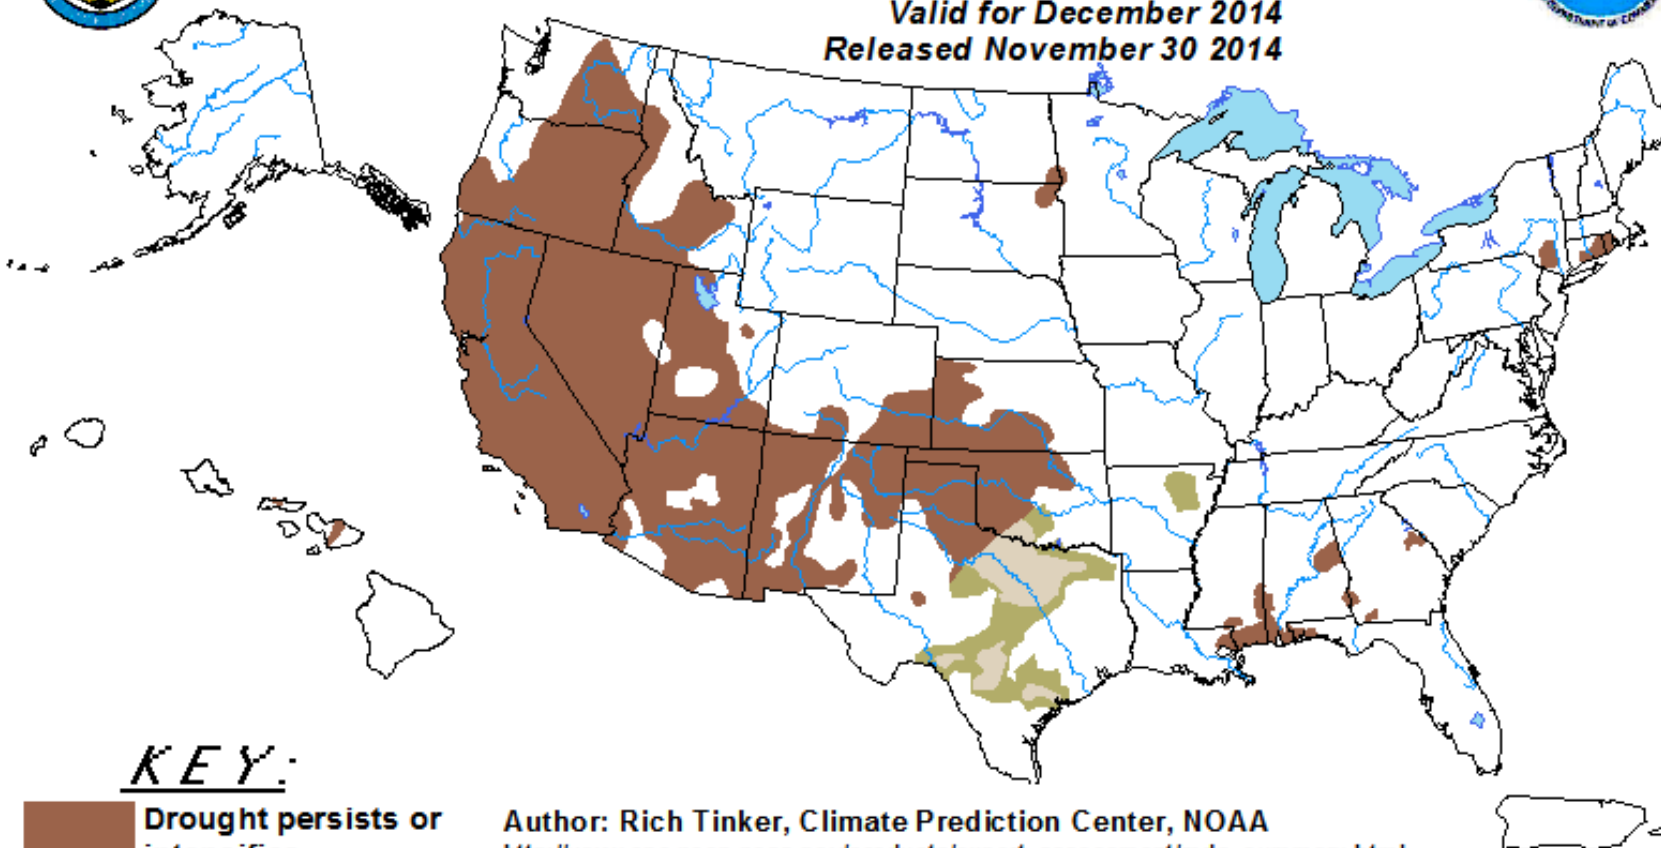 Valid for December 2014
Released November 30 2014
KEY:
Drought persists or
Author: Rich Tinker, Climate Prediction Center, NOAA